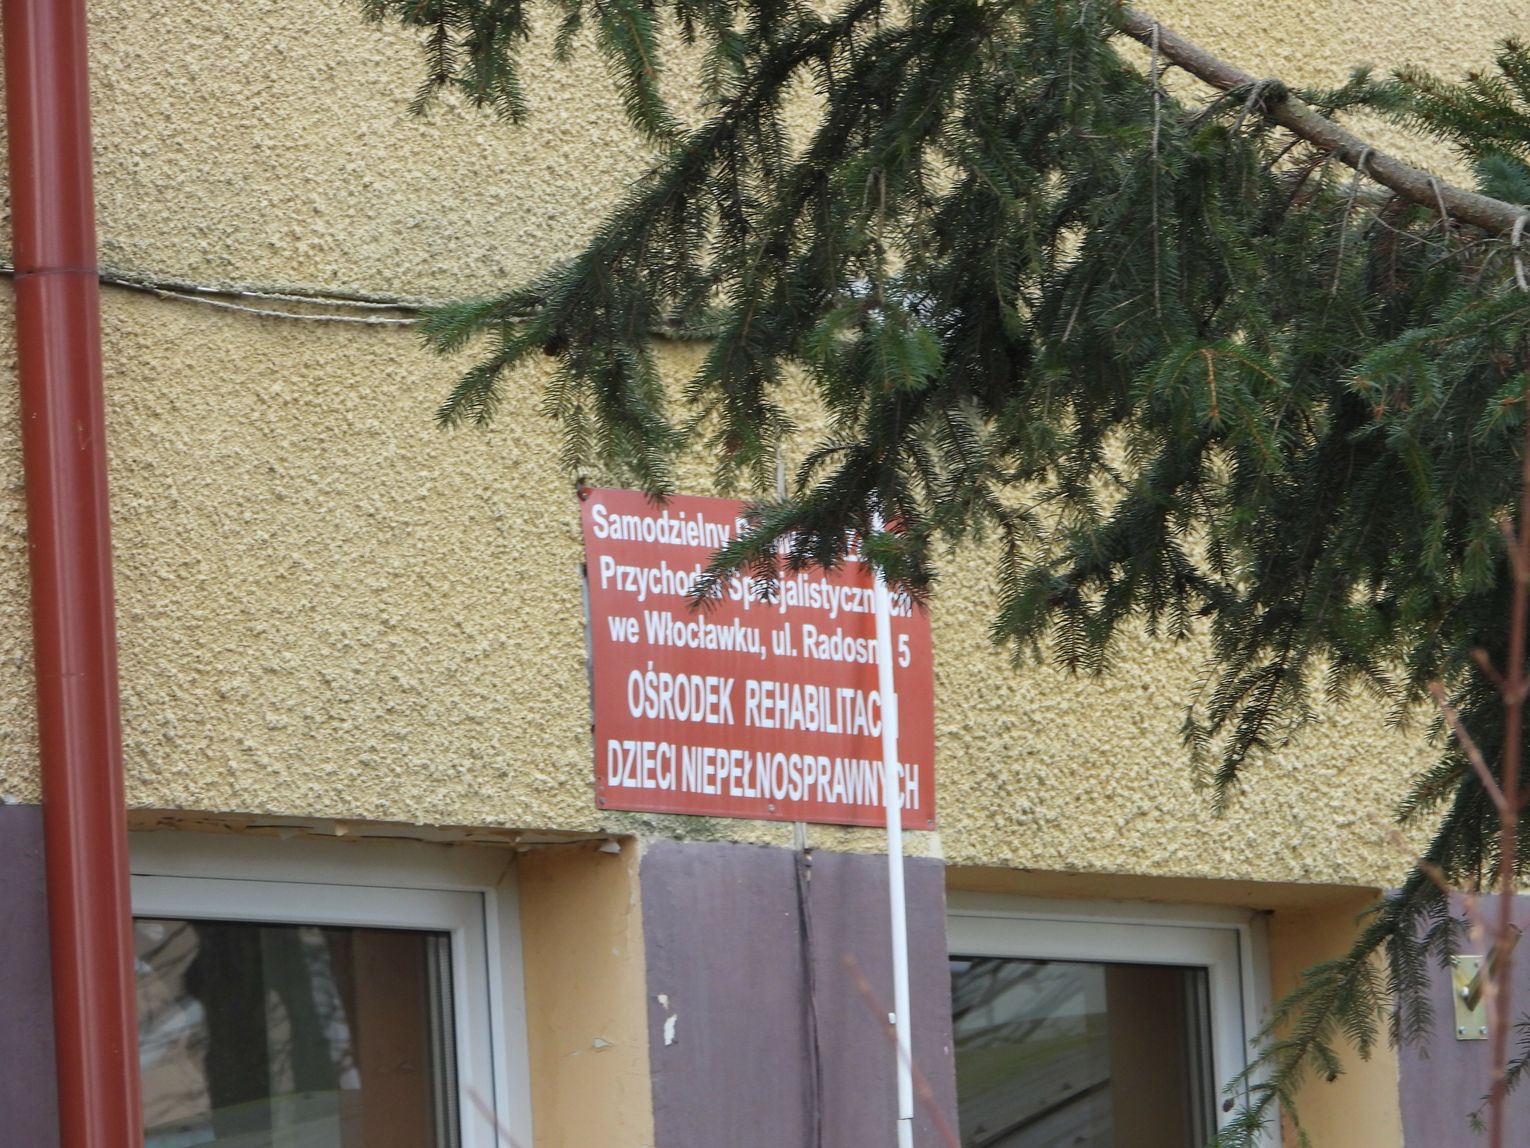 Samodzielny
Przychodni Specjalistycznych
we Włocławku, ul. Radosna 5
OŚRODEK REHABILITACJI
DZIECI NIEPEŁNOSPRAWNYCH